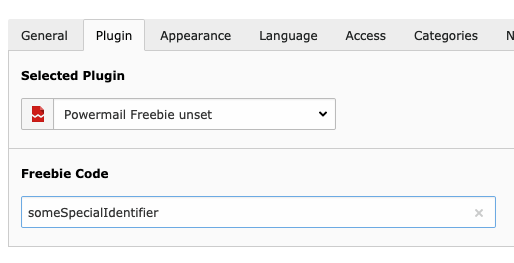 General Plugin Appearance Language Access Categories N
Selected Plugin
Powermail Freebie unset
Freebie Code
someSpecialIdentifier